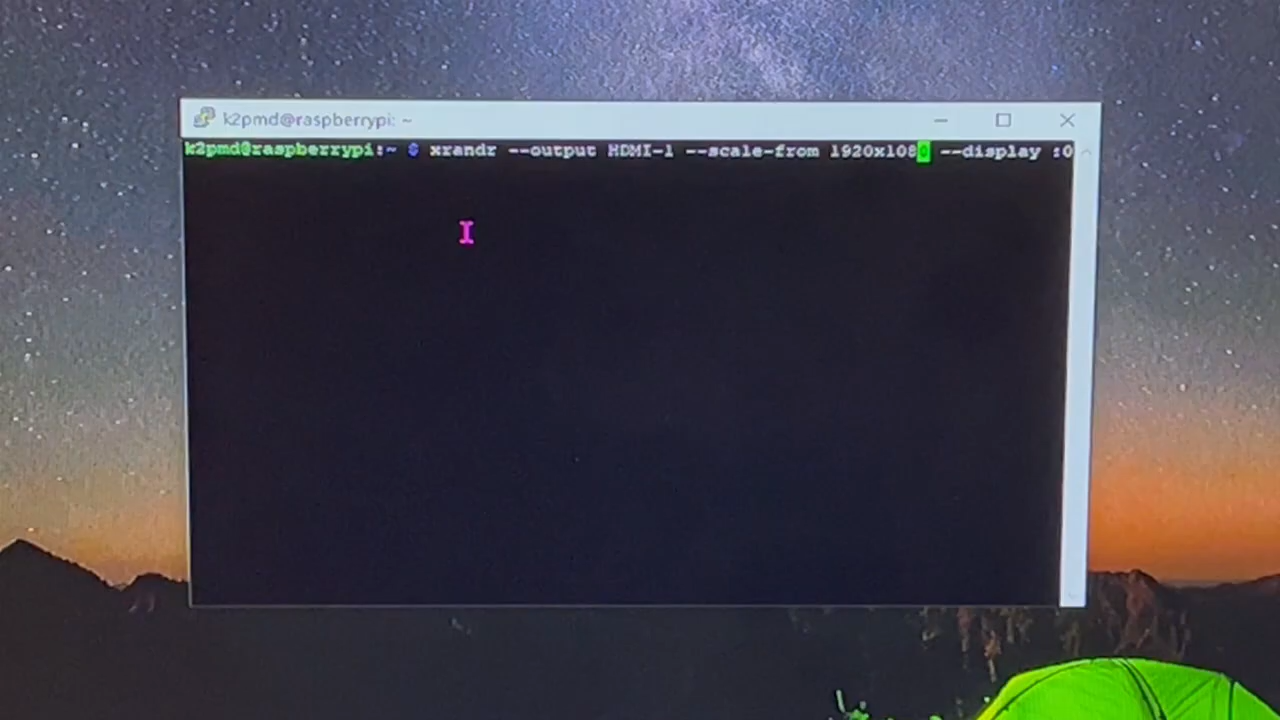 k2pmd@raspberrypi: ~
k2pmd@raspberrypi:~ $ xrandr --output HDMI-1 --scale-from 1920x1080 --display :0